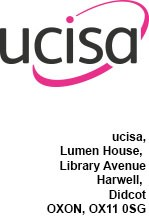 ucisa
ucisa,
Lumen House,
Library Avenue
Harwell,
Didcot
OXON, OX11 0SG